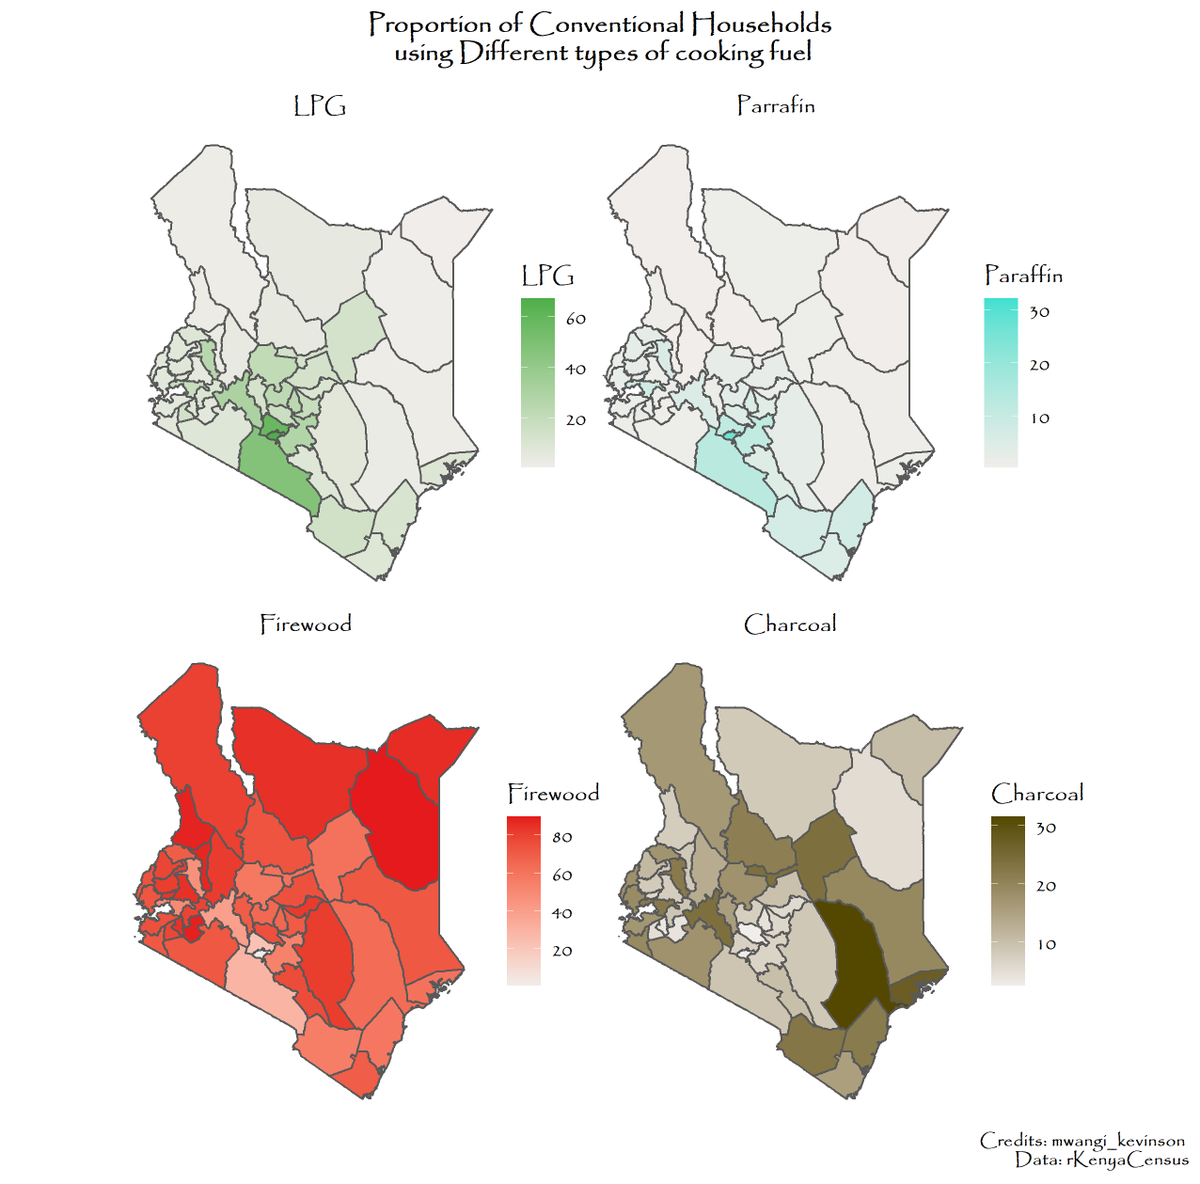 Proportion of Conventional Households
using Different types of cooking fuel
LPG
Parrafin
LPG
60
40
20
Paraffin
30
20
10
Firewood
Charcoal
Firewood
80
60
40
20
Charcoal
30
20
10
Credits: mwangi_kevinson
Data: rKenyaCensus